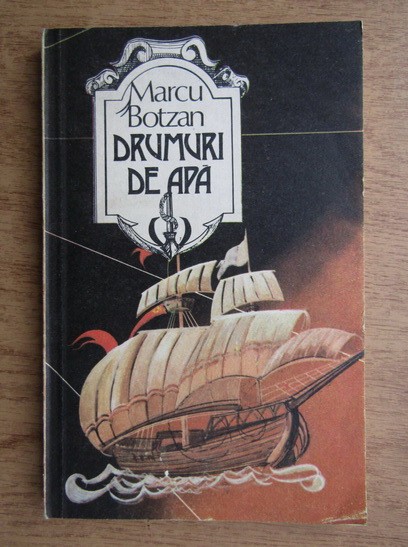 Marcu
Botzan
DRUMURI
DE APĂ